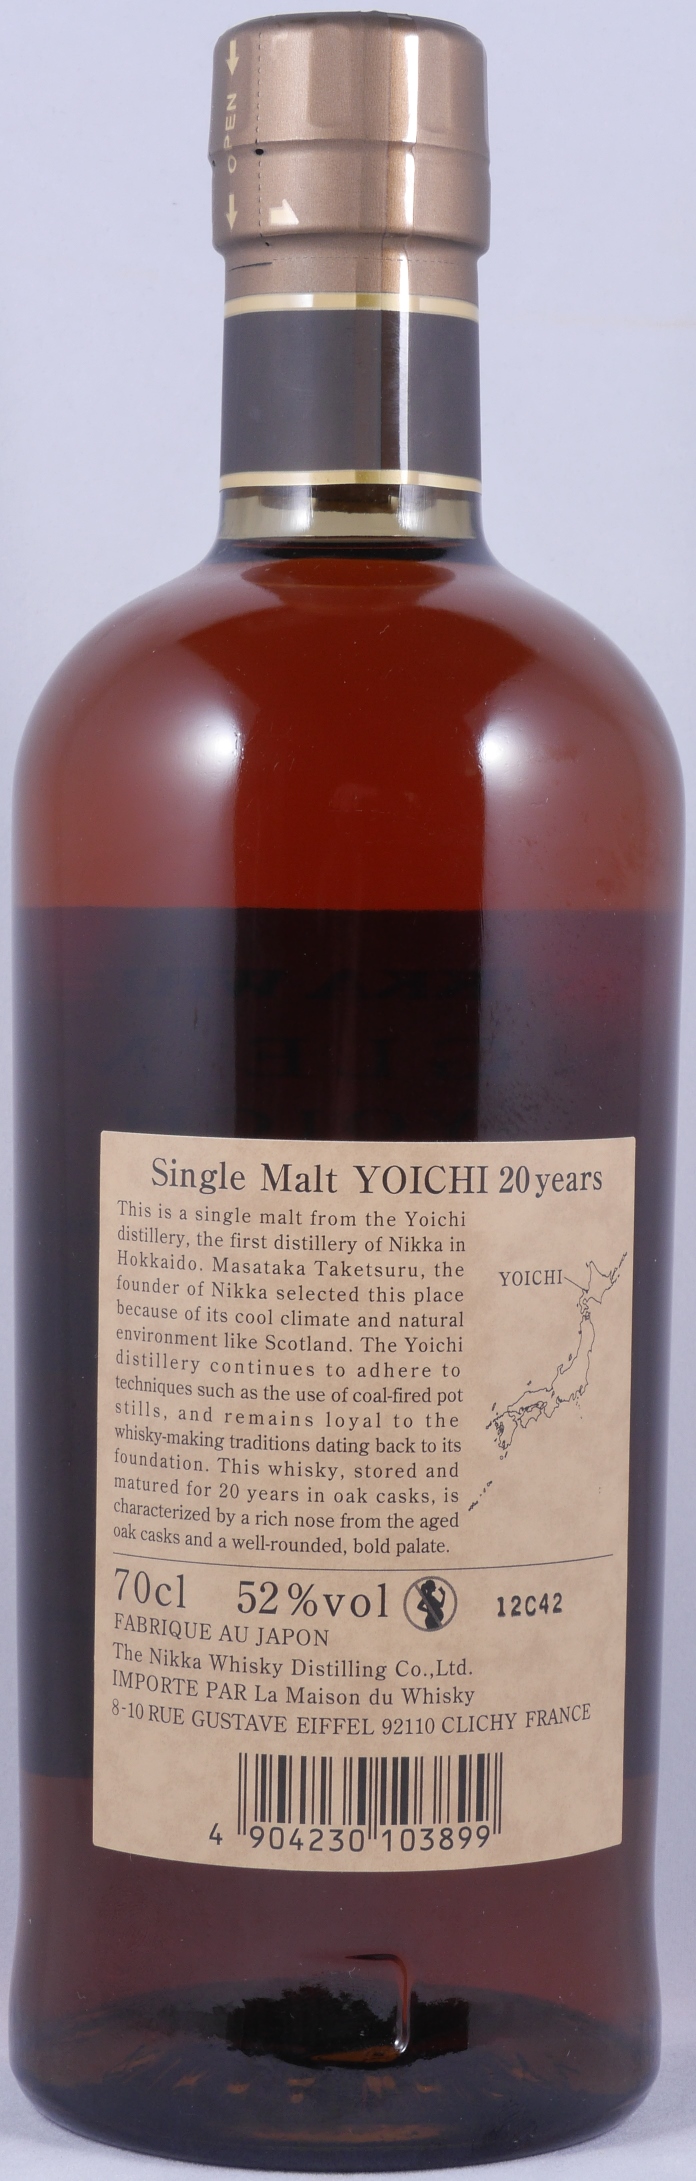 OPEN
Single Malt YOICHI 20 years
This is a single malt from the Yoichi
distillery, the first distillery of Nikka in
Hokkaido. Masataka Taketsuru, the
founder of Nikka selected this place
because of its cool climate and natural
environment like Scotland. The Yoichi
distillery continues to adhere to
techniques such as the use of coal-fired pot
stills, and remains loyal to the
whisky-making traditions dating back to its
foundation. This whisky, stored and
matured for 20 years in oak casks, is
characterized by a rich nose from the aged
oak casks and a well-rounded, bold palate.
YOICHI
70cl 52%vol 12C42
FABRIQUE AU JAPON
The Nikka Whisky Distilling Co.,Ltd.
IMPORTE PAR La Maison du Whisky
8-10 RUE GUSTAVE EIFFEL 92110 CLICHY FRANCE
4 904230 103899